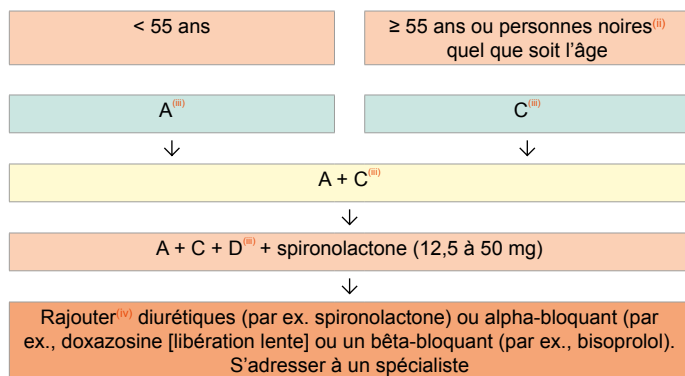 < 55 ans
≥ 55 ans ou personnes noires(ii)
quel que soit l’âge
A(iii)
C(iii)
A + C(iii)
A + C + D(iii) + spironolactone (12,5 à 50 mg)
Rajouter(iv) diurétiques (par ex. spironolactone) ou alpha-bloquant (par
ex., doxazosine [libération lente] ou un bêta-bloquant (par ex., bisoprolol).
S’adresser à un spécialiste